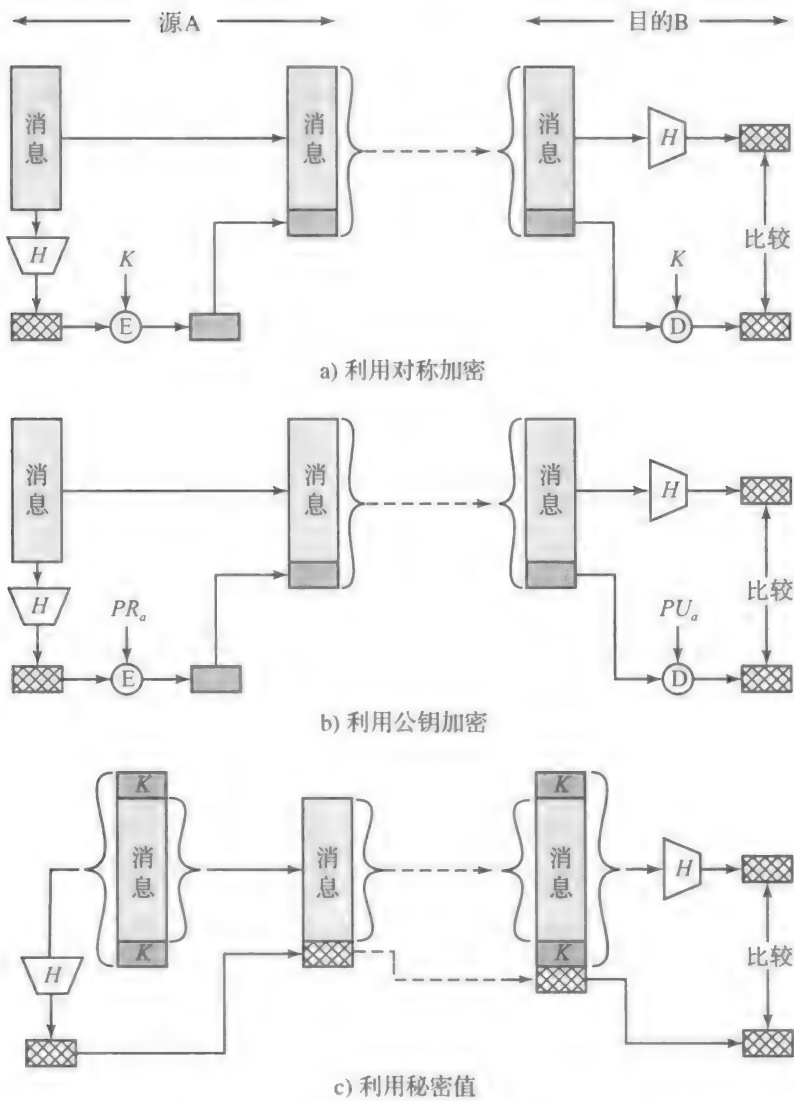 源A 目的B
消息 消息 消息 H
H K K 比较
E D
a) 利用对称加密
消息 消息 消息 H
H PRa PUa 比较
E D
b) 利用公钥加密
K K
消息 消息 消息 H
K K
H 比较
c) 利用秘密值